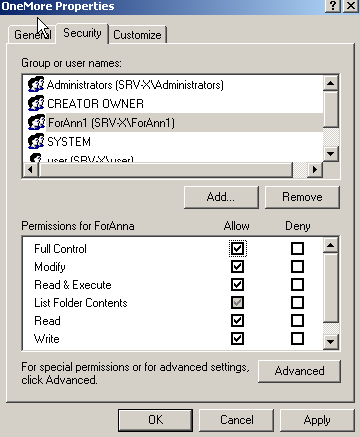 OneMore Properties
General Security Customize
Group or user names:
Administrators (SRV-X\Administrators)
CREATOR OWNER
ForAnn1 (SRV-X\ForAnn1)
SYSTEM
user (SRV-X\user)
Add... Remove
Permissions for ForAnna Allow Deny
Full Control
Modify
Read & Execute
List Folder Contents
Read
Write
For special permissions or for advanced settings,
click Advanced.
Advanced
OK Cancel Apply